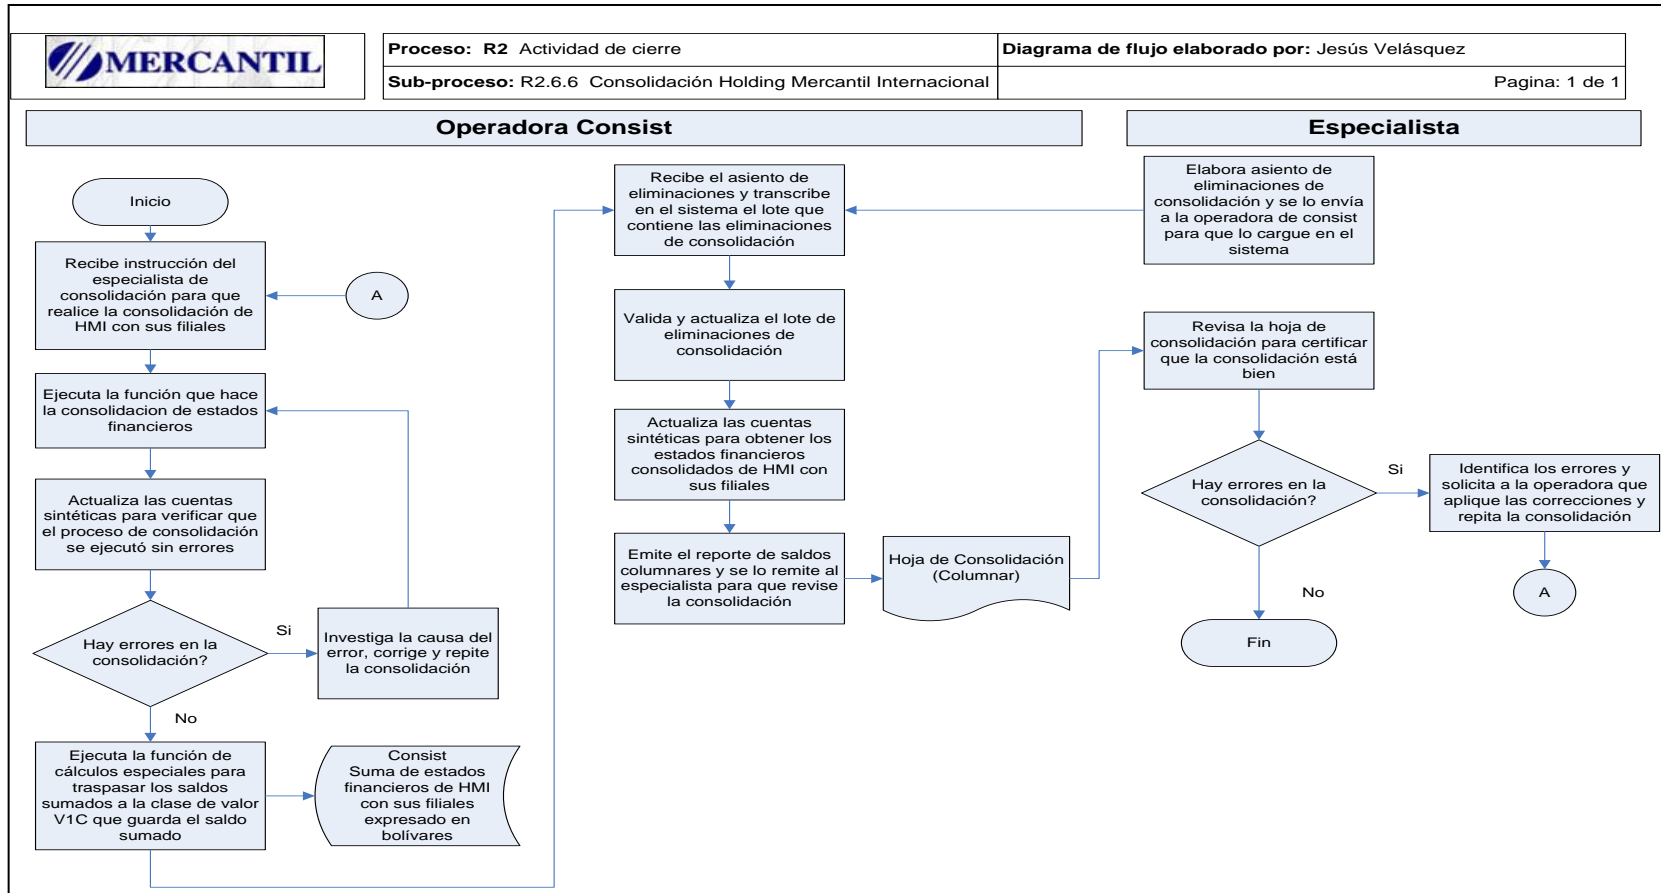 MERCANTIL
Proceso: R2 Actividad de cierre
Diagrama de flujo elaborado por: Jesús Velásquez
Sub-proceso: R2.6.6 Consolidación Holding Mercantil Internacional
Pagina: 1 de 1
Operadora Consist
Especialista
Inicio
Recibe instrucción del
especialista de
consolidación para que
realice la consolidación de
HMI con sus filiales
A
Ejecuta la función que hace
la consolidacion de estados
financieros
Actualiza las cuentas
sintéticas para verificar que
el proceso de consolidación
se ejecutó sin errores
Hay errores en la
consolidación?
Si
Investiga la causa del
error, corrige y repite
la consolidación
No
Ejecuta la función de
cálculos especiales para
traspasar los saldos
sumados a la clase de valor
V1C que guarda el saldo
sumado
Consist
Suma de estados
financieros de HMI
con sus filiales
expresado en
bolívares
Recibe el asiento de
eliminaciones y transcribe
en el sistema el lote que
contiene las eliminaciones
de consolidación
Valida y actualiza el lote de
eliminaciones de
consolidación
Actualiza las cuentas
sintéticas para obtener los
estados financieros
consolidados de HMI con
sus filiales
Emite el reporte de saldos
columnares y se lo remite al
especialista para que revise
la consolidación
Hoja de Consolidación
(Columnar)
Elabora asiento de
eliminaciones de
consolidación y se lo envía
a la operadora de consist
para que lo cargue en el
sistema
Revisa la hoja de
consolidación para certificar
que la consolidación está
bien
Hay errores en la
consolidación?
Si
Identifica los errores y
solicita a la operadora que
aplique las correcciones y
repita la consolidación
A
No
Fin